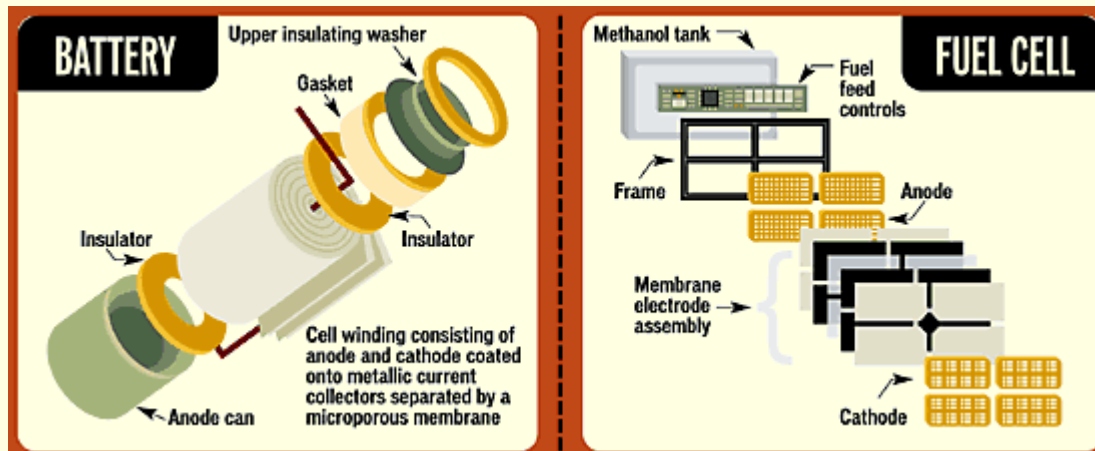 BATTERY
Upper insulating washer
Gasket
Insulator
Insulator
Cell winding consisting of
anode and cathode coated
onto metallic current
collectors separated by a
microporous membrane
Anode can
FUEL CELL
Methanol tank
Fuel
feed
controls
Frame
Anode
Membrane
electrode
assembly
Cathode